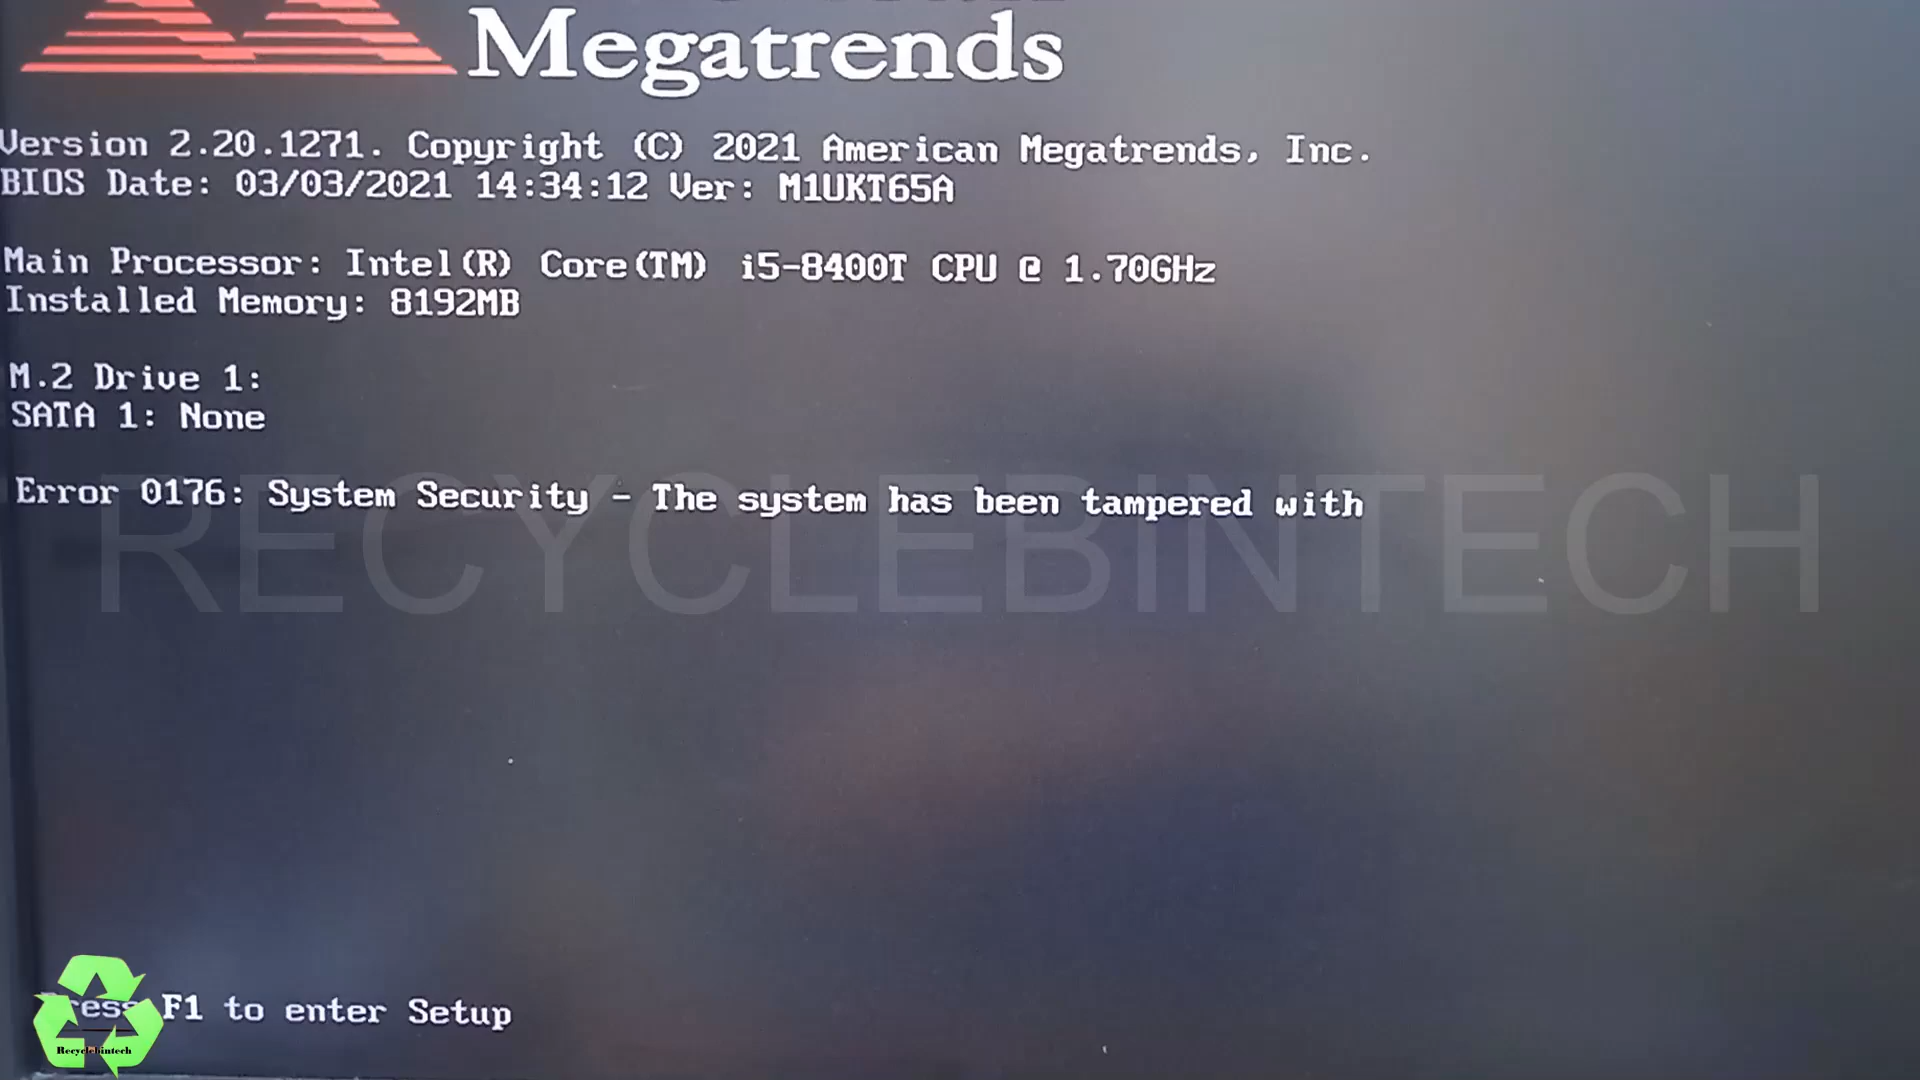 Megatrends
Version 2.20.1271. Copyright (C) 2021 American Megatrends, Inc.
BIOS Date: 03/03/2021 14:34:12 Ver: M1UKT65A
Main Processor: Intel(R) Core(TM) i5-8400T CPU @ 1.70GHz
Installed Memory: 8192MB
M.2 Drive 1:
SATA 1: None
Error 0176: System Security - The system has been tampered with
RECYCLEBINTECH
Press F1 to enter Setup
Recyclebintech